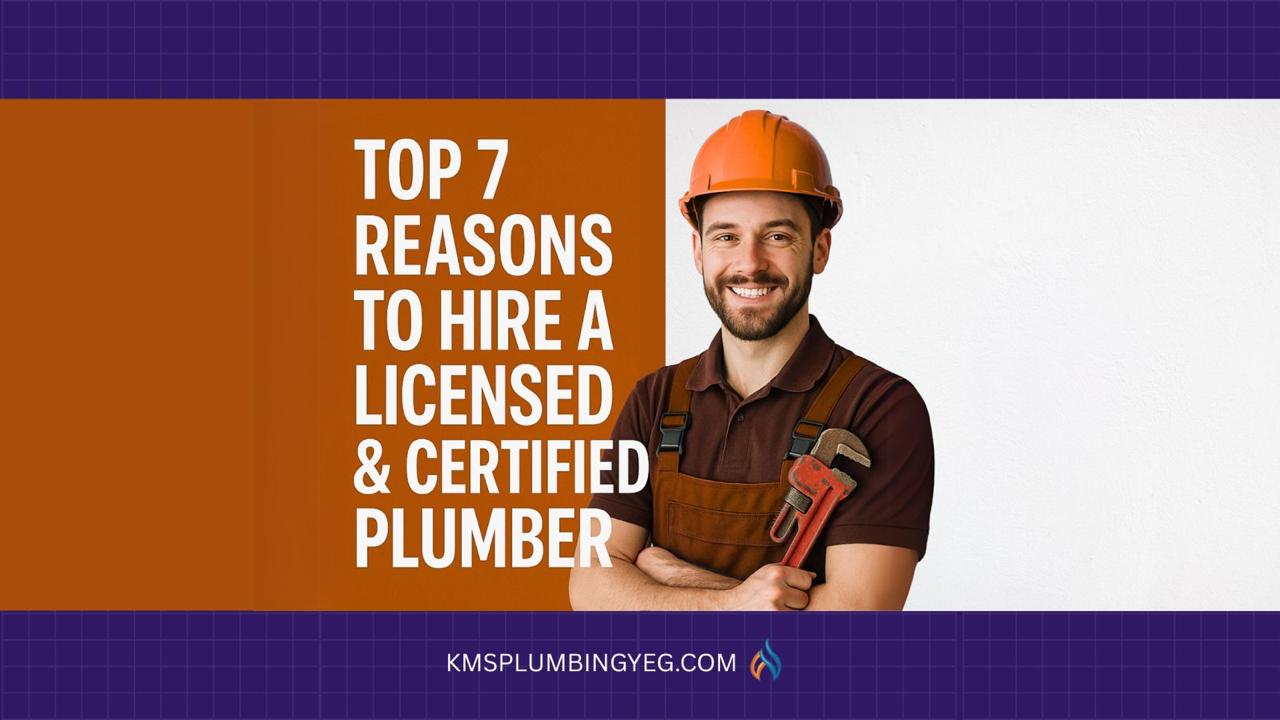 TOP 7
REASONS
TO HIRE A
LICENSED
& CERTIFIED
PLUMBER
KMSPLUMBINGYEG.COM